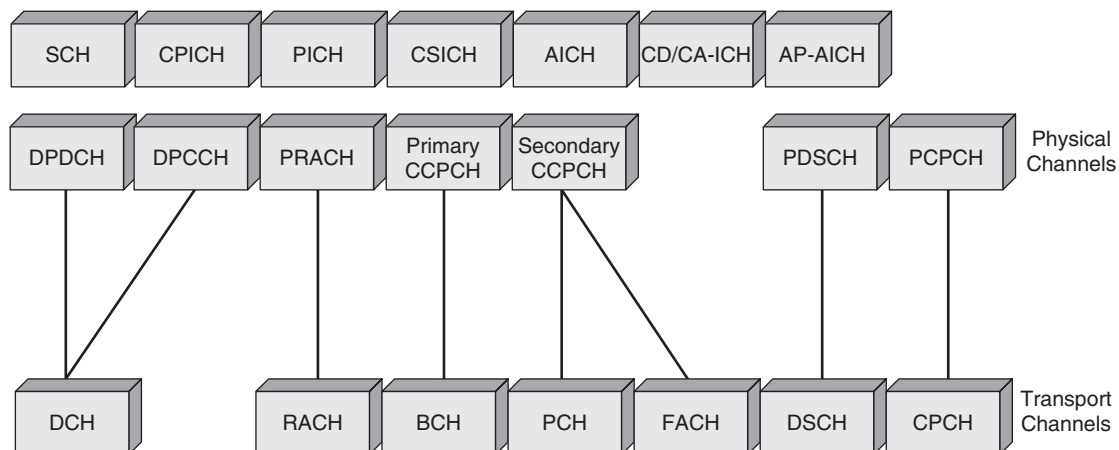 SCH CPICH PICH CSICH AICH CD/CA-ICH AP-AICH
DPDCH DPCCH PRACH Primary CCPCH Secondary CCPCH PDSCH PCPCH Physical Channels
DCH RACH BCH PCH FACH DSCH CPCH Transport Channels